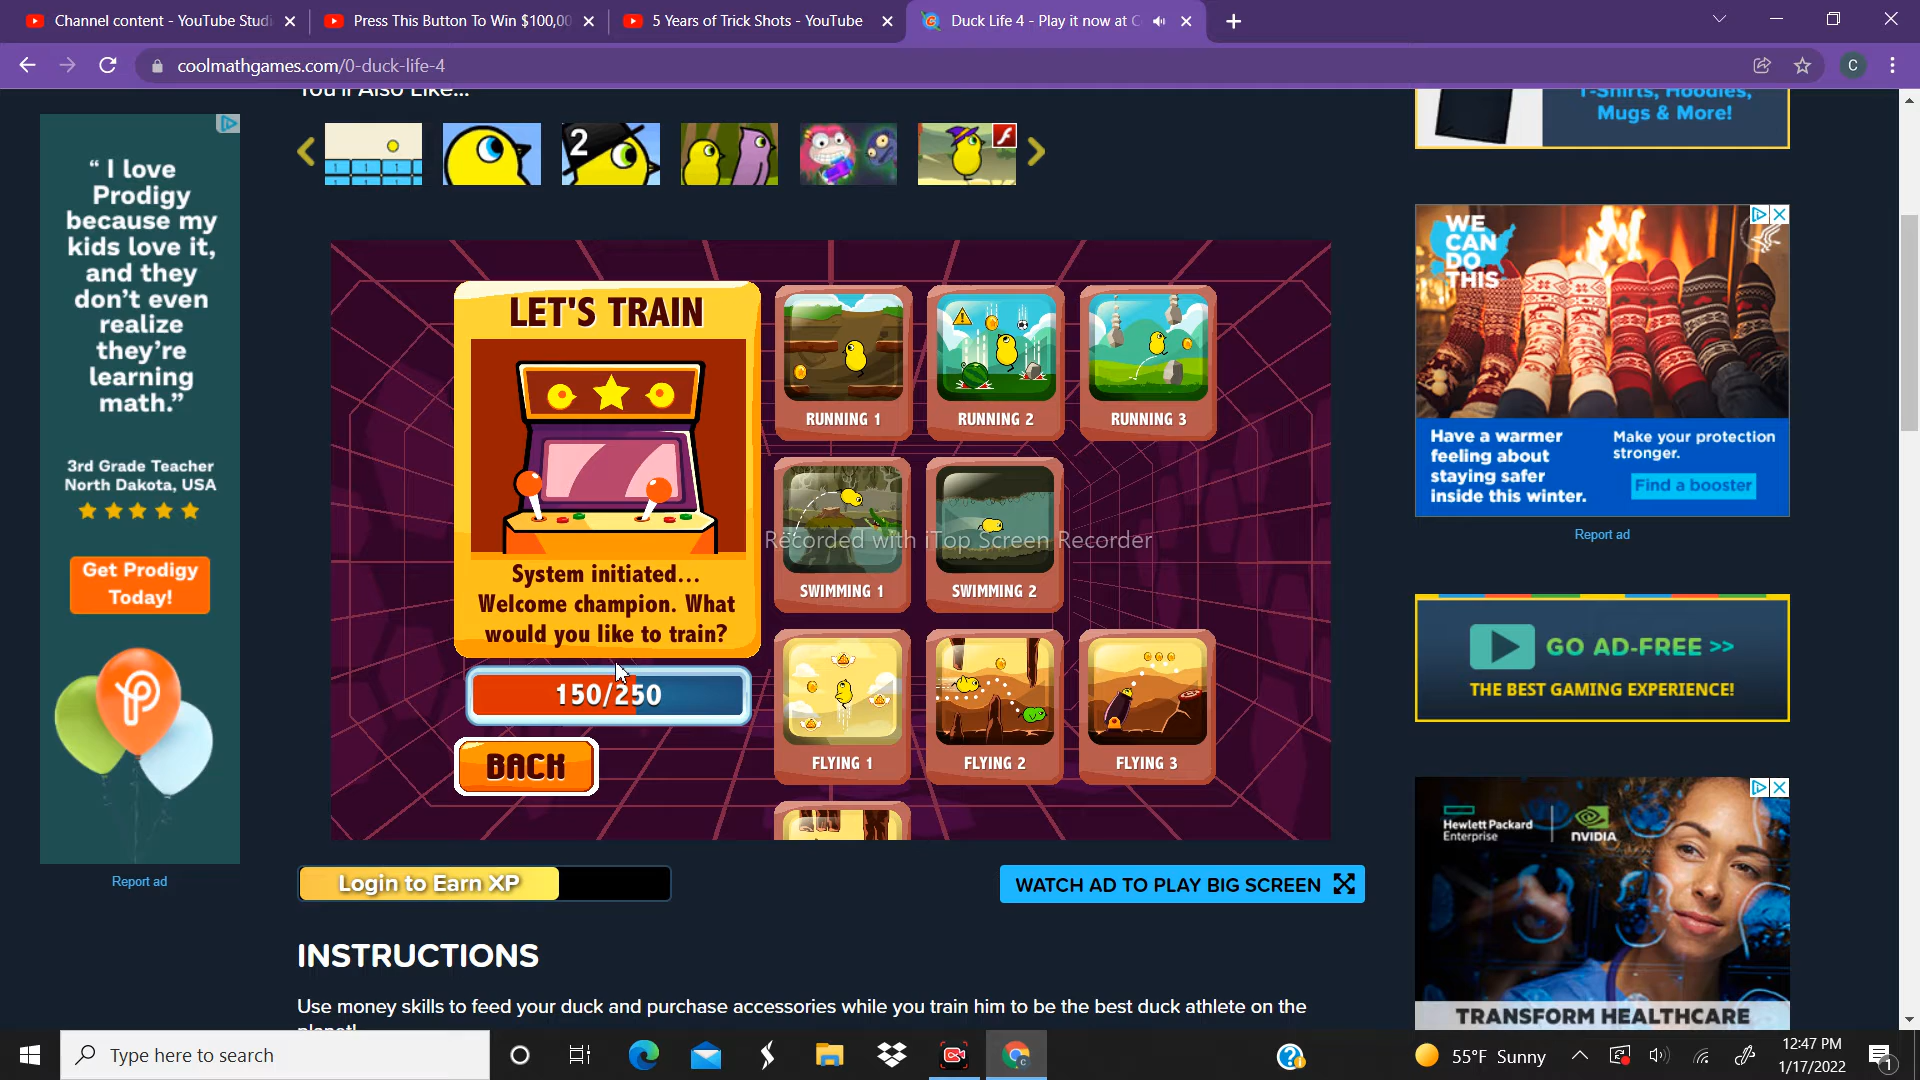 Channel content - YouTube Studi
Press This Button To Win $100,00
5 Years of Trick Shots - YouTube
Duck Life 4 - Play it now at C
coolmathgames.com/0-duck-life-4
C
You'll Also Like...
2
T-Shirts, Hoodies,
Mugs & More!
“ I love
Prodigy
because my
kids love it,
and they
don’t even
realize
they’re
learning
math.”
3rd Grade Teacher
North Dakota, USA
Get Prodigy
Today!
Report ad
LET'S TRAIN
System initiated...
Welcome champion. What
would you like to train?
150/250
BACK
RUNNING 1
RUNNING 2
RUNNING 3
SWIMMING 1
SWIMMING 2
FLYING 1
FLYING 2
FLYING 3
Recorded with iTop Screen Recorder
Login to Earn XP
WATCH AD TO PLAY BIG SCREEN
INSTRUCTIONS
Use money skills to feed your duck and purchase accessories while you train him to be the best duck athlete on the
planet!
WE
CAN
DO
THIS
Have a warmer
feeling about
staying safer
inside this winter.
Make your protection
stronger.
Find a booster
Report ad
GO AD-FREE >>
THE BEST GAMING EXPERIENCE!
Hewlett Packard
Enterprise
NVIDIA
TRANSFORM HEALTHCARE
Type here to search
55°F Sunny
12:47 PM
1/17/2022
1